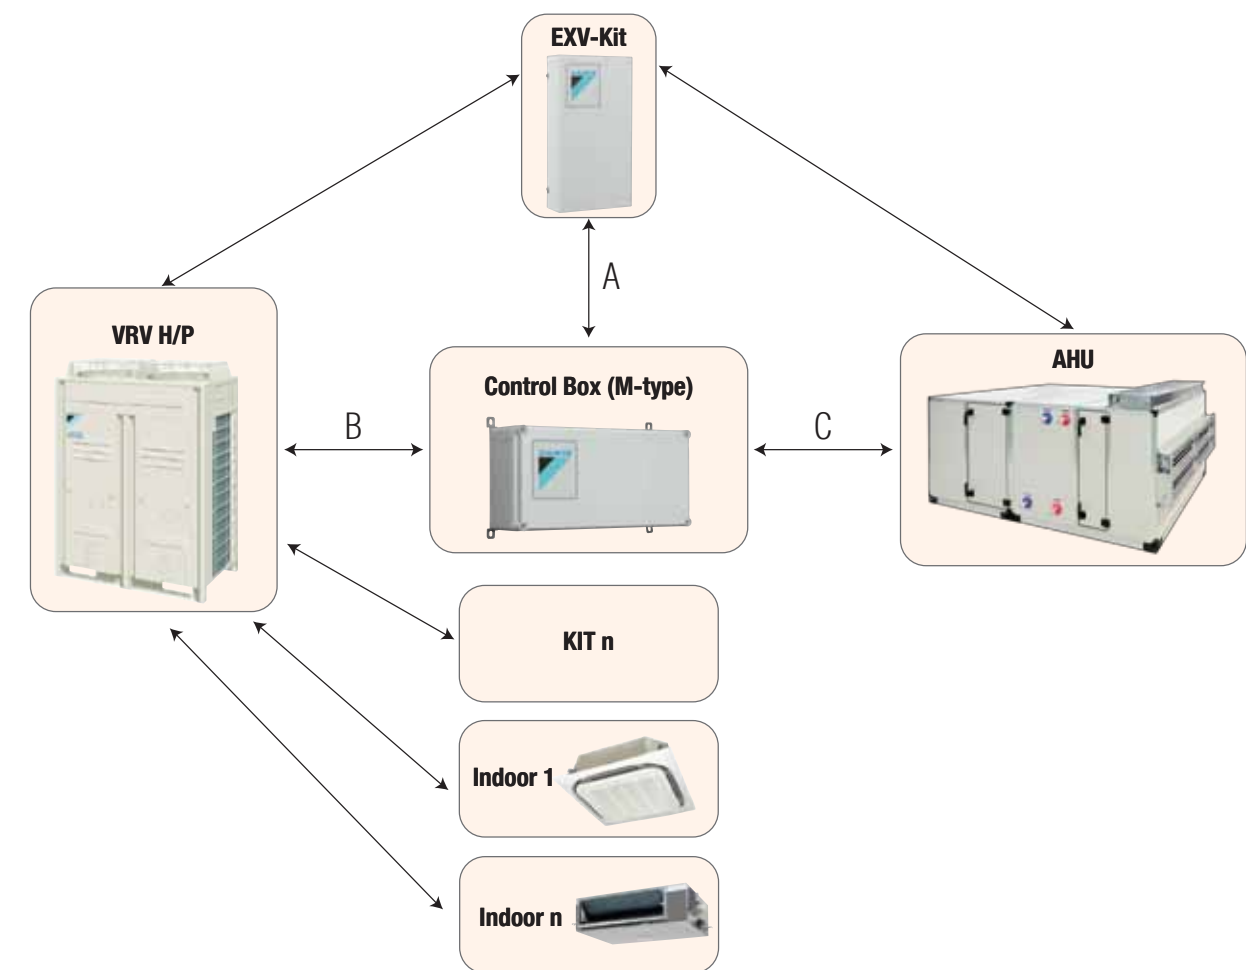 EXV-Kit
A
VRV H/P
Control Box (M-type)
AHU
B
C
KIT n
Indoor 1
Indoor n